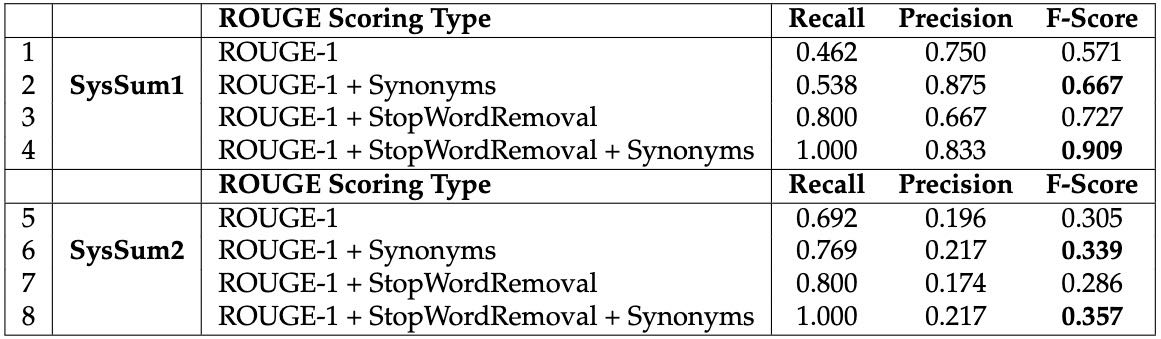 ROUGE Scoring Type Recall Precision F-Score
1 ROUGE-1 0.462 0.750 0.571
2 SysSum1 ROUGE-1 + Synonyms 0.538 0.875 0.667
3 ROUGE-1 + StopWordRemoval 0.800 0.667 0.727
4 ROUGE-1 + StopWordRemoval + Synonyms 1.000 0.833 0.909
ROUGE Scoring Type Recall Precision F-Score
5 ROUGE-1 0.692 0.196 0.305
6 SysSum2 ROUGE-1 + Synonyms 0.769 0.217 0.339
7 ROUGE-1 + StopWordRemoval 0.800 0.174 0.286
8 ROUGE-1 + StopWordRemoval + Synonyms 1.000 0.217 0.357